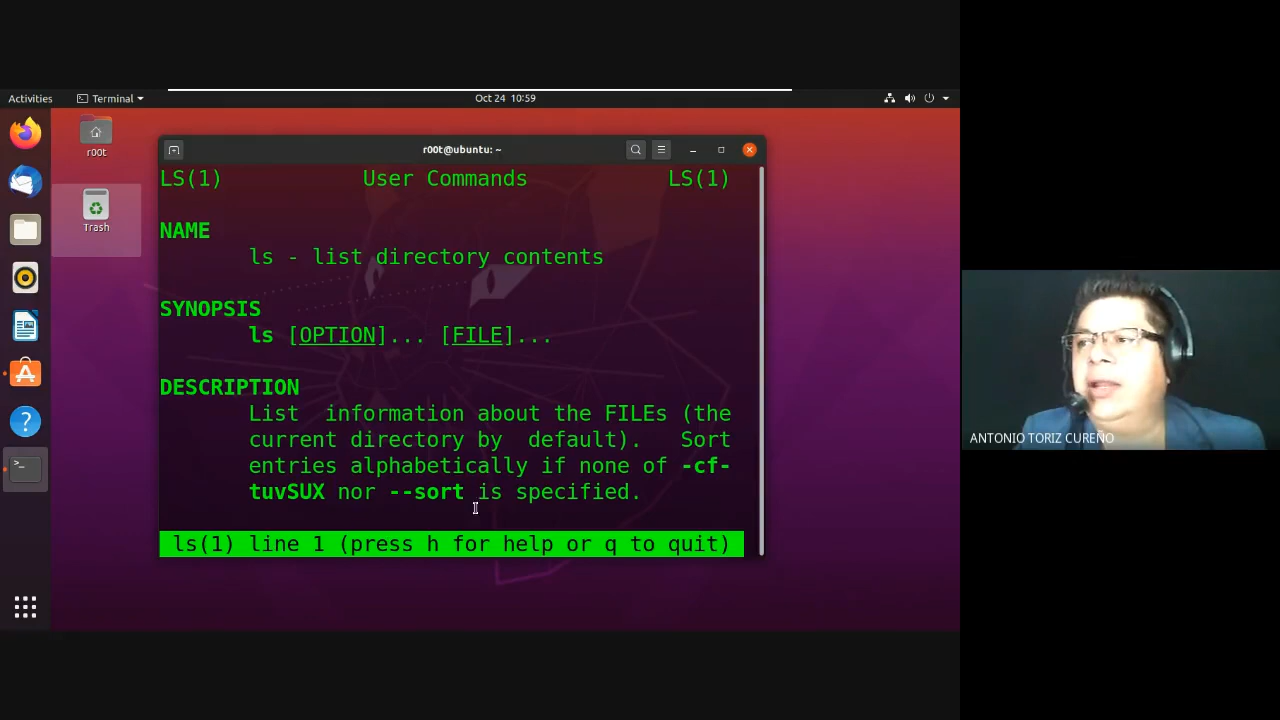 Activities
Terminal
Oct 24 10:59
r00t
Trash
r00t@ubuntu: ~
LS(1) User Commands LS(1)
NAME
ls - list directory contents
SYNOPSIS
ls [OPTION]... [FILE]...
DESCRIPTION
List information about the FILEs (the
current directory by default). Sort
entries alphabetically if none of -cf-
tuvSUX nor --sort is specified.
ls(1) line 1 (press h for help or q to quit)
ANTONIO TORIZ CUREÑO